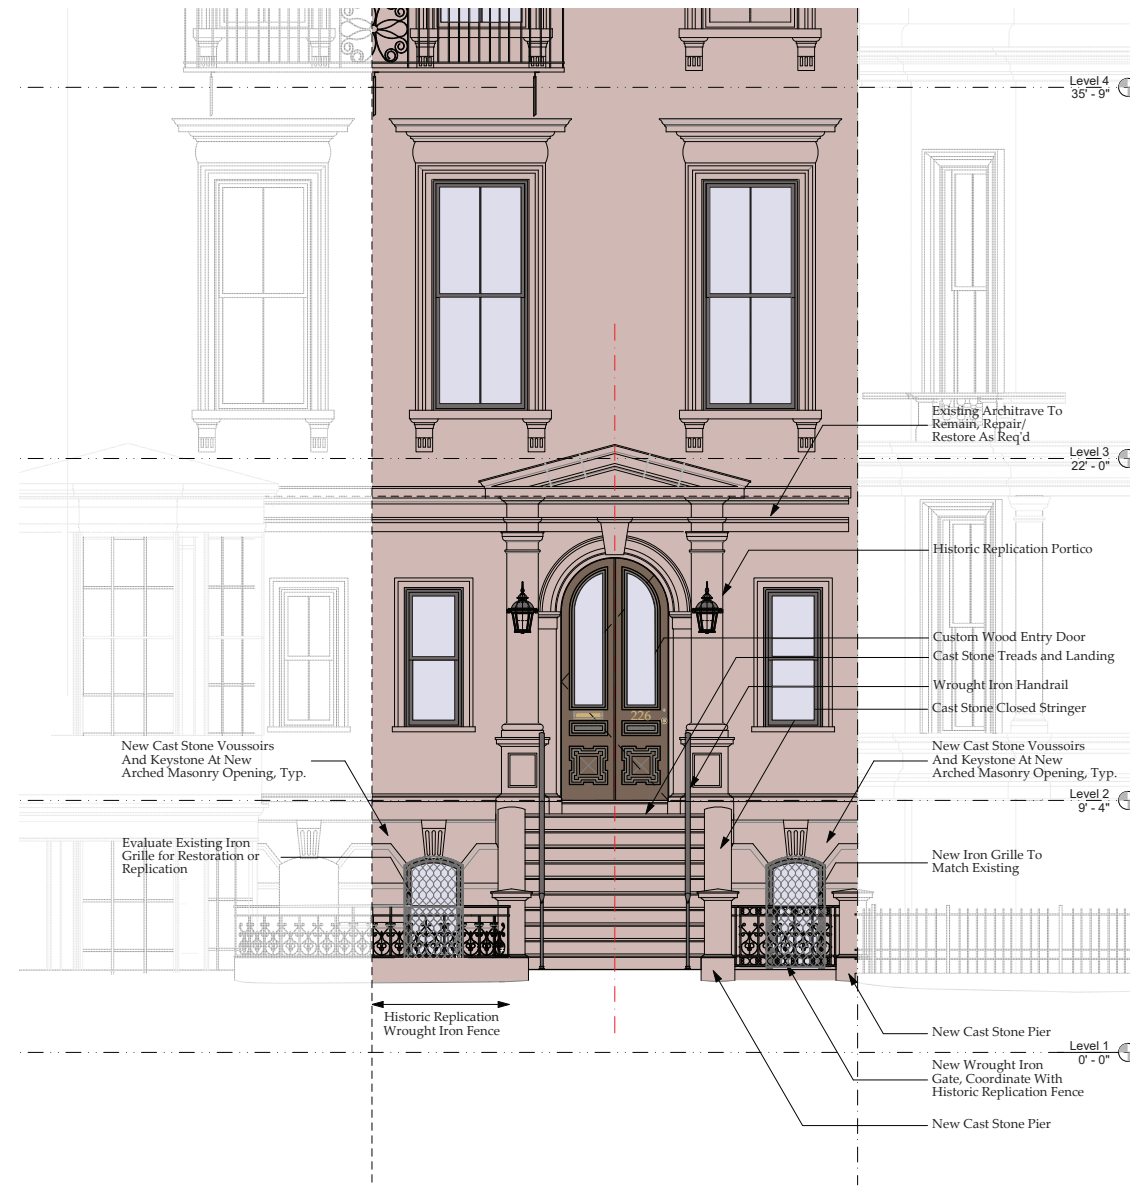 Level 4
35' - 9"
Existing Architrave To
Remain, Repair/
Restore As Req'd
Level 3
22' - 0"
Historic Replication Portico
Custom Wood Entry Door
Cast Stone Treads and Landing
Wrought Iron Handrail
Cast Stone Closed Stringer
226
New Cast Stone Voussoirs
And Keystone At New
Arched Masonry Opening, Typ.
New Cast Stone Voussoirs
And Keystone At New
Arched Masonry Opening, Typ.
Level 2
9' - 4"
Evaluate Existing Iron
Grille for Restoration or
Replication
New Iron Grille To
Match Existing
Historic Replication
Wrought Iron Fence
New Cast Stone Pier
Level 1
0' - 0"
New Wrought Iron
Gate, Coordinate With
Historic Replication Fence
New Cast Stone Pier